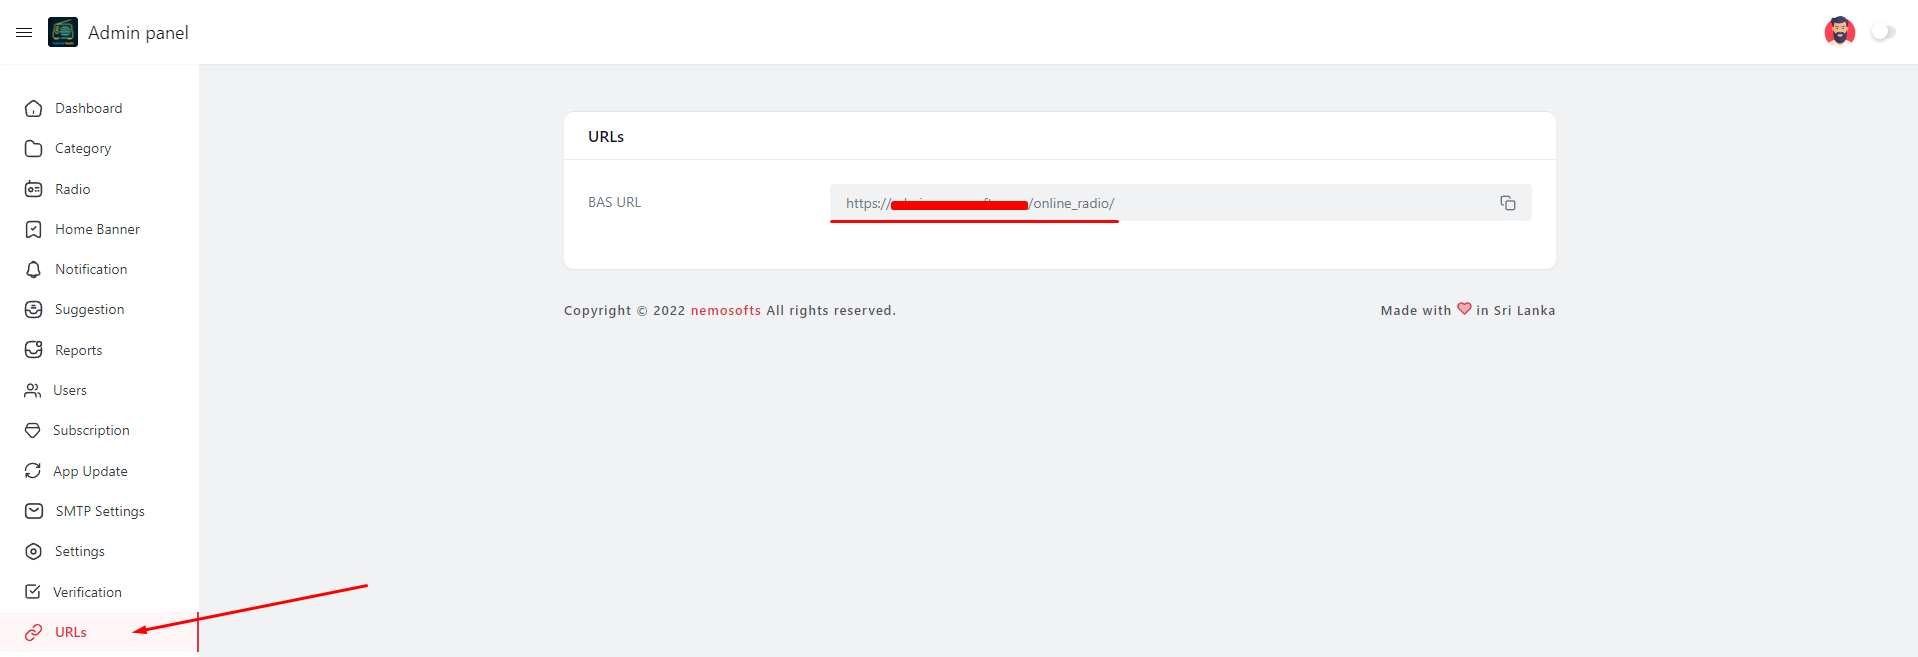 Admin panel
Dashboard
Category
Radio
Home Banner
Notification
Suggestion
Reports
Users
Subscription
App Update
SMTP Settings
Settings
Verification
URLs
URLs
BAS URL
https:// /online_radio/
Copyright © 2022 nemosofts All rights reserved.
Made with in Sri Lanka